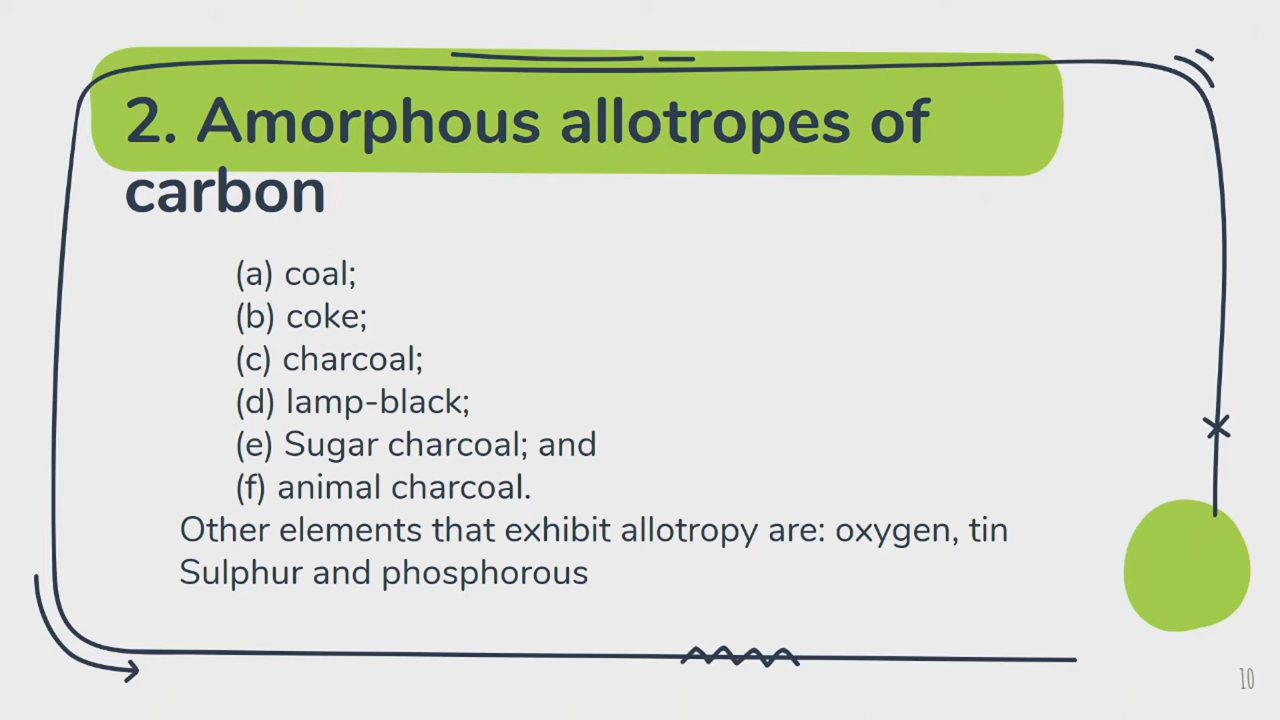 2. Amorphous allotropes of
carbon
(a) coal;
(b) coke;
(c) charcoal;
(d) lamp-black;
(e) Sugar charcoal; and
(f) animal charcoal.
Other elements that exhibit allotropy are: oxygen, tin
Sulphur and phosphorous
10